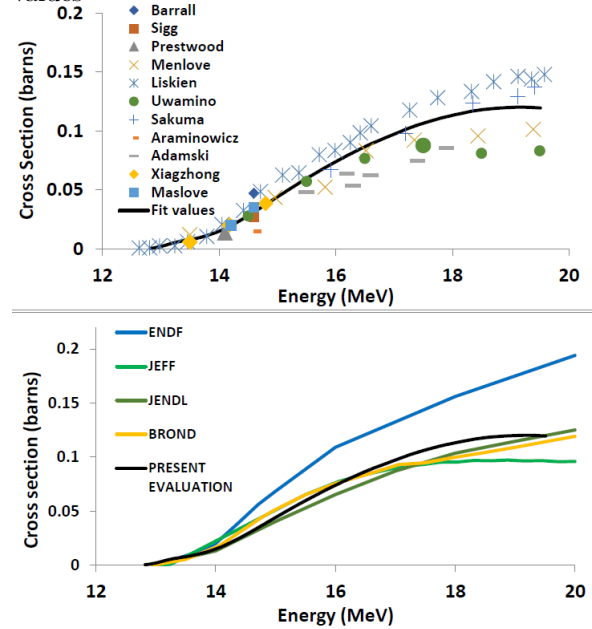 Barrall
Sigg
Prestwood
Menlove
Liskien
Uwamino
Sakuma
Araminowicz
Adamski
Xiagzhong
Maslove
Fit values
Cross Section (barns)
0.2
0.15
0.1
0.05
0
12 14 16 18 20
Energy (MeV)
ENDF
JEFF
JENDL
BROND
PRESENT
EVALUATION
Cross section (barns)
0.2
0.15
0.1
0.05
0
12 14 16 18 20
Energy (MeV)